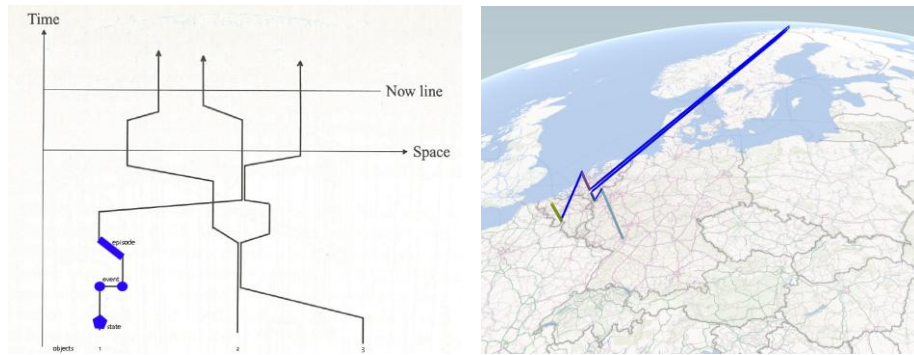 Time
Now line
Space
episode
event
state
objects 1 2 3